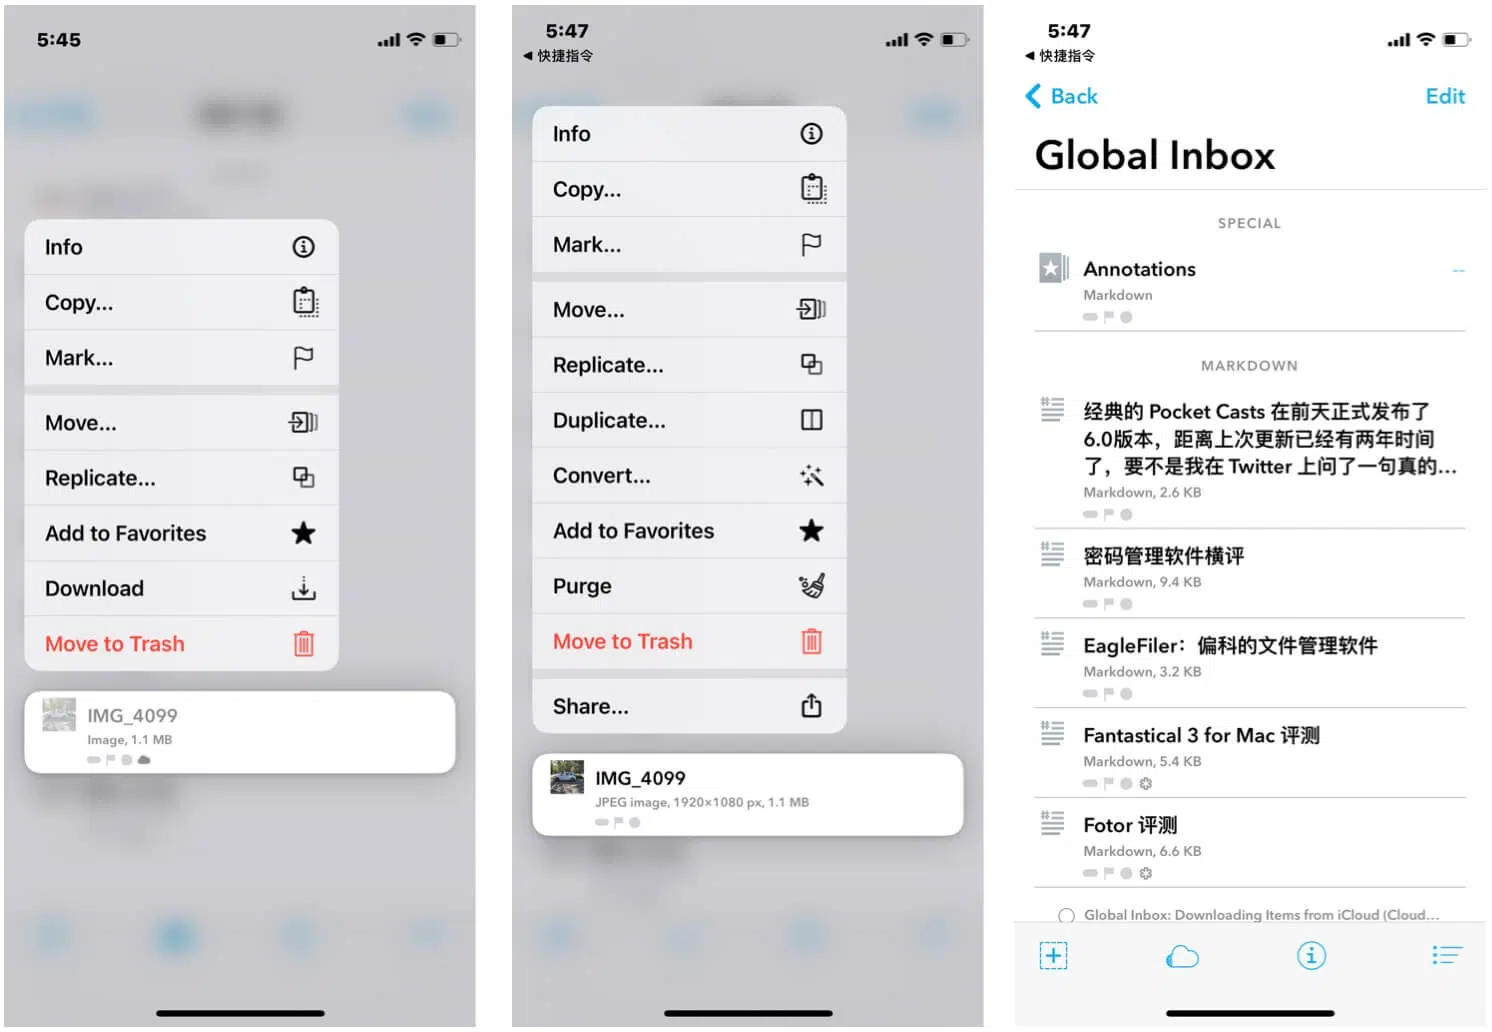 5:45
Info
Copy...
Mark...
Move...
Replicate...
Add to Favorites
Download
Move to Trash
IMG_4099
Image, 1.1 MB
5:47
◀ 快捷指令
Info
Copy...
Mark...
Move...
Replicate...
Duplicate...
Convert...
Add to Favorites
Purge
Move to Trash
Share...
IMG_4099
JPEG image, 1920×1080 px, 1.1 MB
5:47
◀ 快捷指令
Back
Edit
Global Inbox
SPECIAL
Annotations
--
Markdown
MARKDOWN
经典的 Pocket Casts 在前天正式发布了
6.0版本，距离上次更新已经有两年时间
了，要不是我在 Twitter 上问了一句真的...
Markdown, 2.6 KB
密码管理软件横评
Markdown, 9.4 KB
EagleFiler：偏科的文件管理软件
Markdown, 3.2 KB
Fantastical 3 for Mac 评测
Markdown, 5.4 KB
Fotor 评测
Markdown, 6.6 KB
Global Inbox: Downloading Items from iCloud (Cloud...